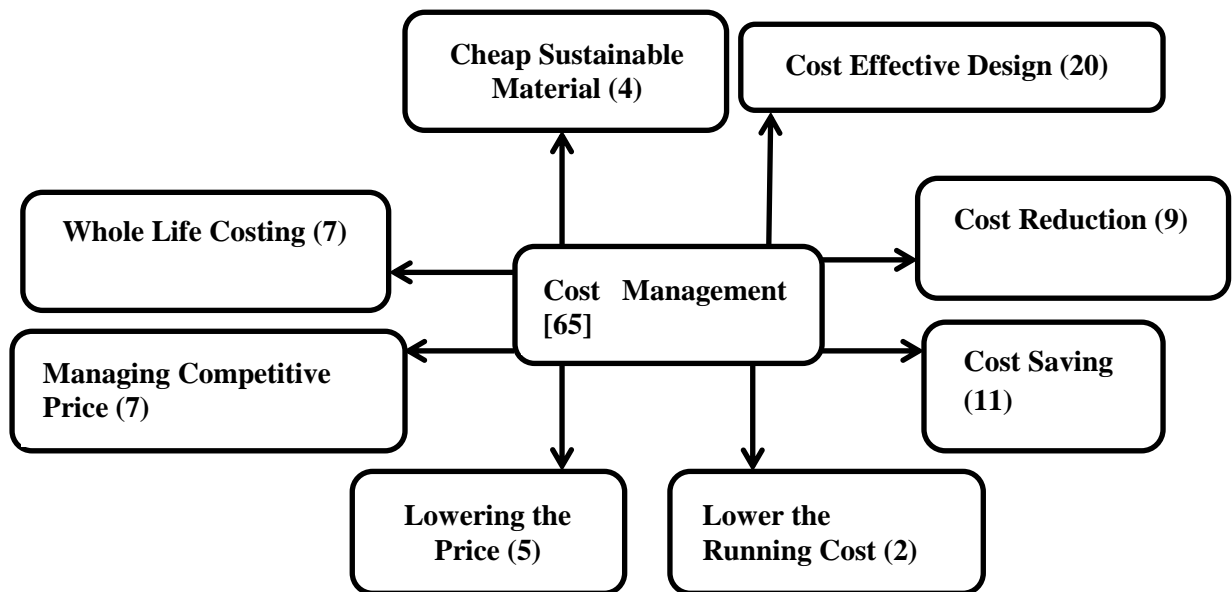 Cheap Sustainable
Material (4)
Cost Effective Design (20)
Whole Life Costing (7)
Cost Reduction (9)
Cost Management
[65]
Managing Competitive
Price (7)
Cost Saving
(11)
Lowering the
Price (5)
Lower the
Running Cost (2)